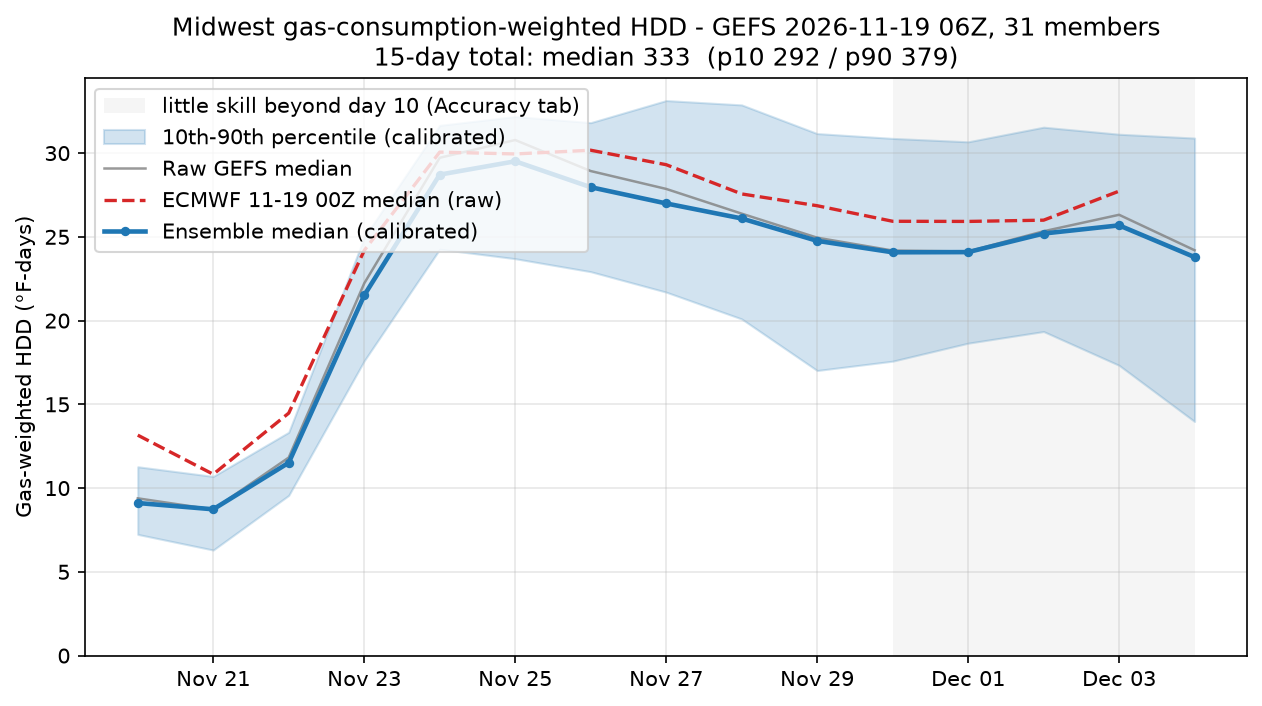 Midwest gas-consumption-weighted HDD - GEFS 2026-11-19 06Z, 31 members
15-day total: median 333  (p10 292 / p90 379)
little skill beyond day 10 (Accuracy tab)
10th-90th percentile (calibrated)
Raw GEFS median
ECMWF 11-19 00Z median (raw)
Ensemble median (calibrated)
Gas-weighted HDD (°F-days)
30
25
20
15
10
5
0
Nov 21
Nov 23
Nov 25
Nov 27
Nov 29
Dec 01
Dec 03